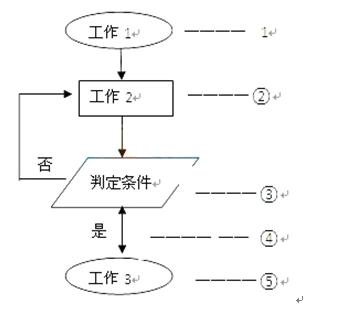 工作 1 ———— 1
工作 2 ———— ②
否
判定条件
———— ③
是
———— —— ④
工作 3 ———— ⑤